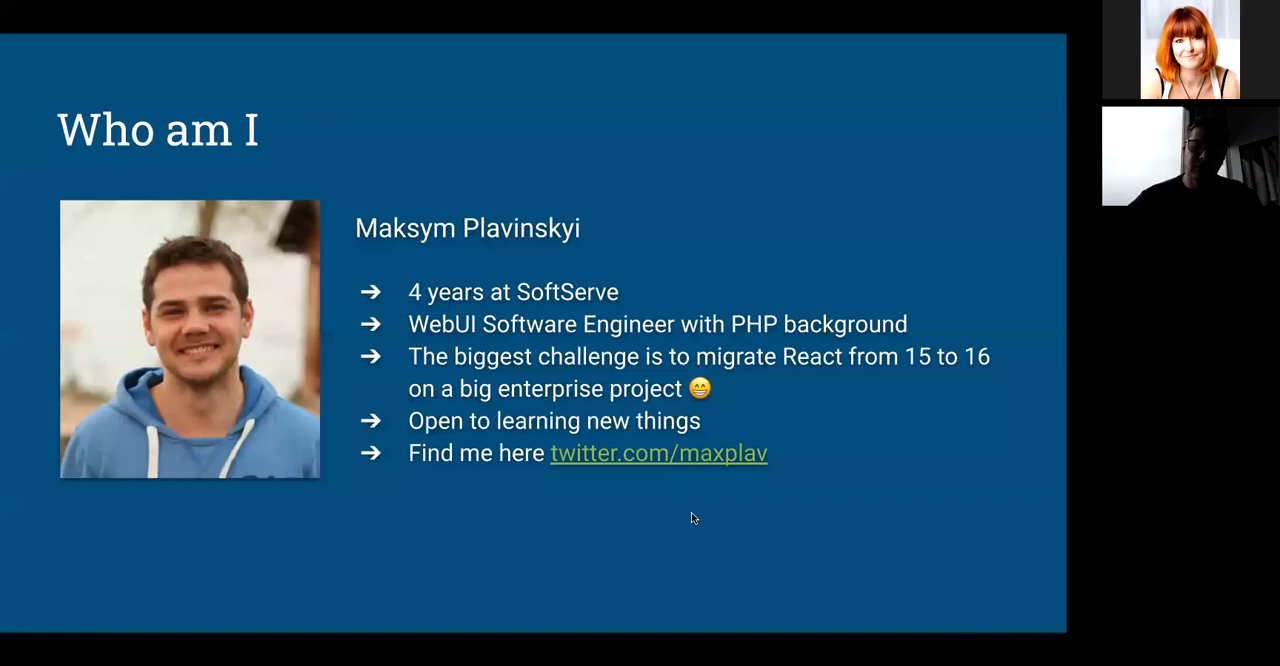 Who am I
Maksym Plavinskyi
➔ 4 years at SoftServe
➔ WebUI Software Engineer with PHP background
➔ The biggest challenge is to migrate React from 15 to 16
on a big enterprise project 😁
➔ Open to learning new things
➔ Find me here twitter.com/maxplav